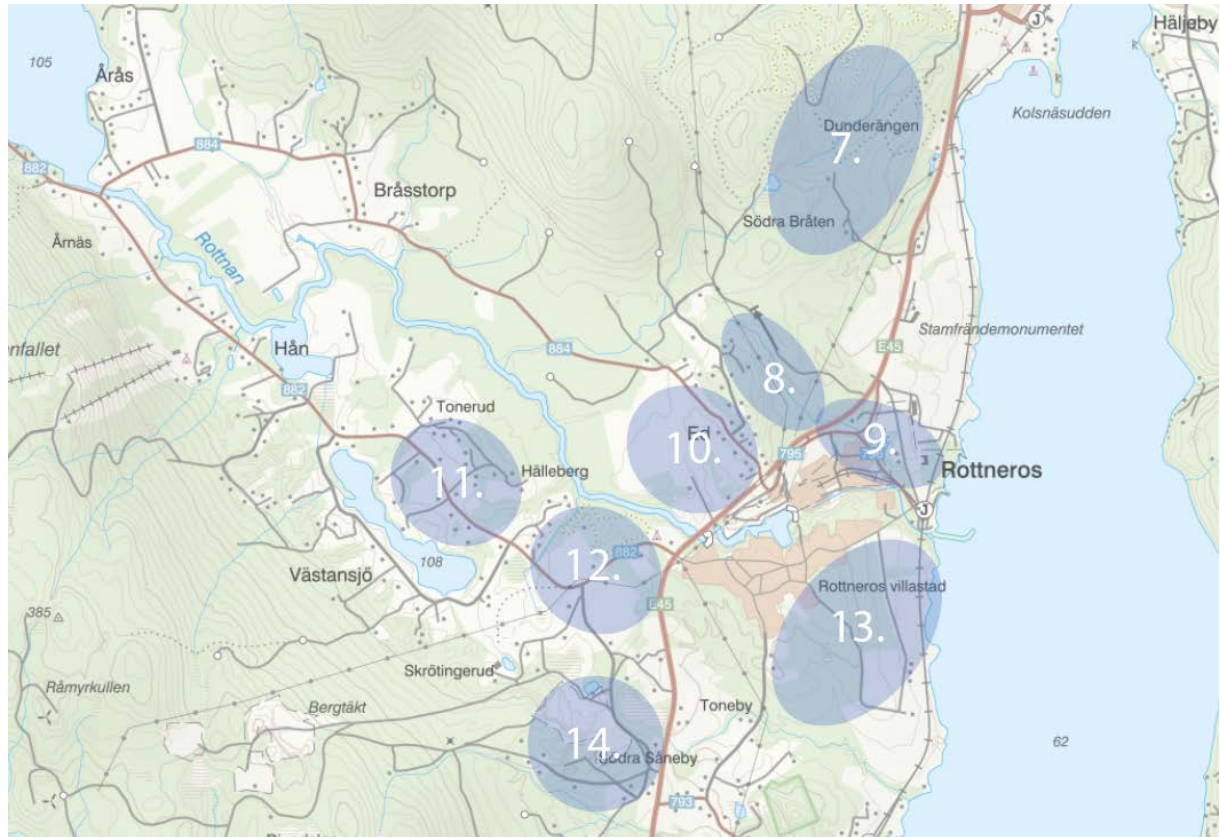 J
Häljeby
105
Årås
Kolsnäsudden
Dunderängen
7.
884
882
Bråsstorp
Södra Bråten
Årnäs
Rottnan
Stamfrändemonumentet
E45
Hån
884
8.
882
Tonerud
Ed
9.
10.
795
Rottneros
11.
Hälleberg
J
108
12.
882
Västansjö
Rottneros villastad
E45
385
13.
Skrötingerud
Råmyrkullen
Bergtäkt
Toneby
62
14.
Södra Såneby
793